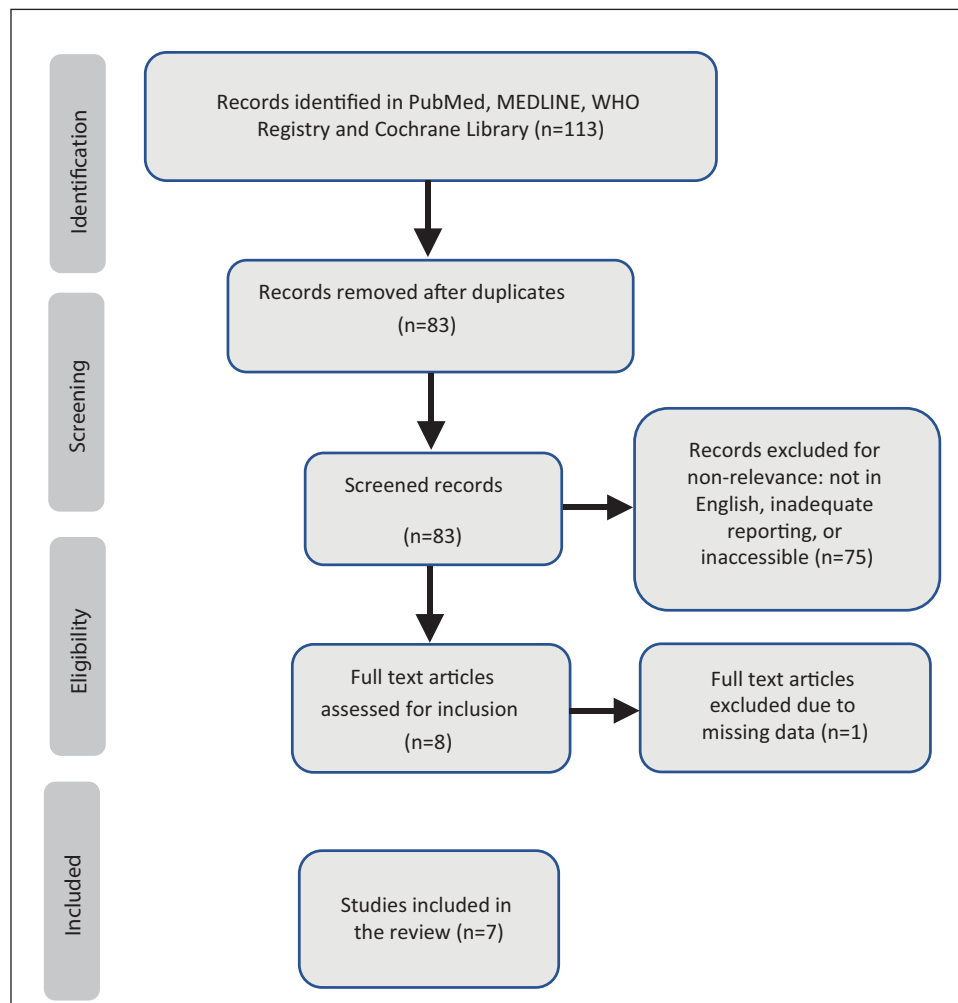 Identification
Records identified in PubMed, MEDLINE, WHO
Registry and Cochrane Library (n=113)
Records removed after duplicates
(n=83)
Screening
Screened records
(n=83)
Records excluded for
non-relevance: not in
English, inadequate
reporting, or
inaccessible (n=75)
Eligibility
Full text articles
assessed for inclusion
(n=8)
Full text articles
excluded due to
missing data (n=1)
Included
Studies included in
the review (n=7)